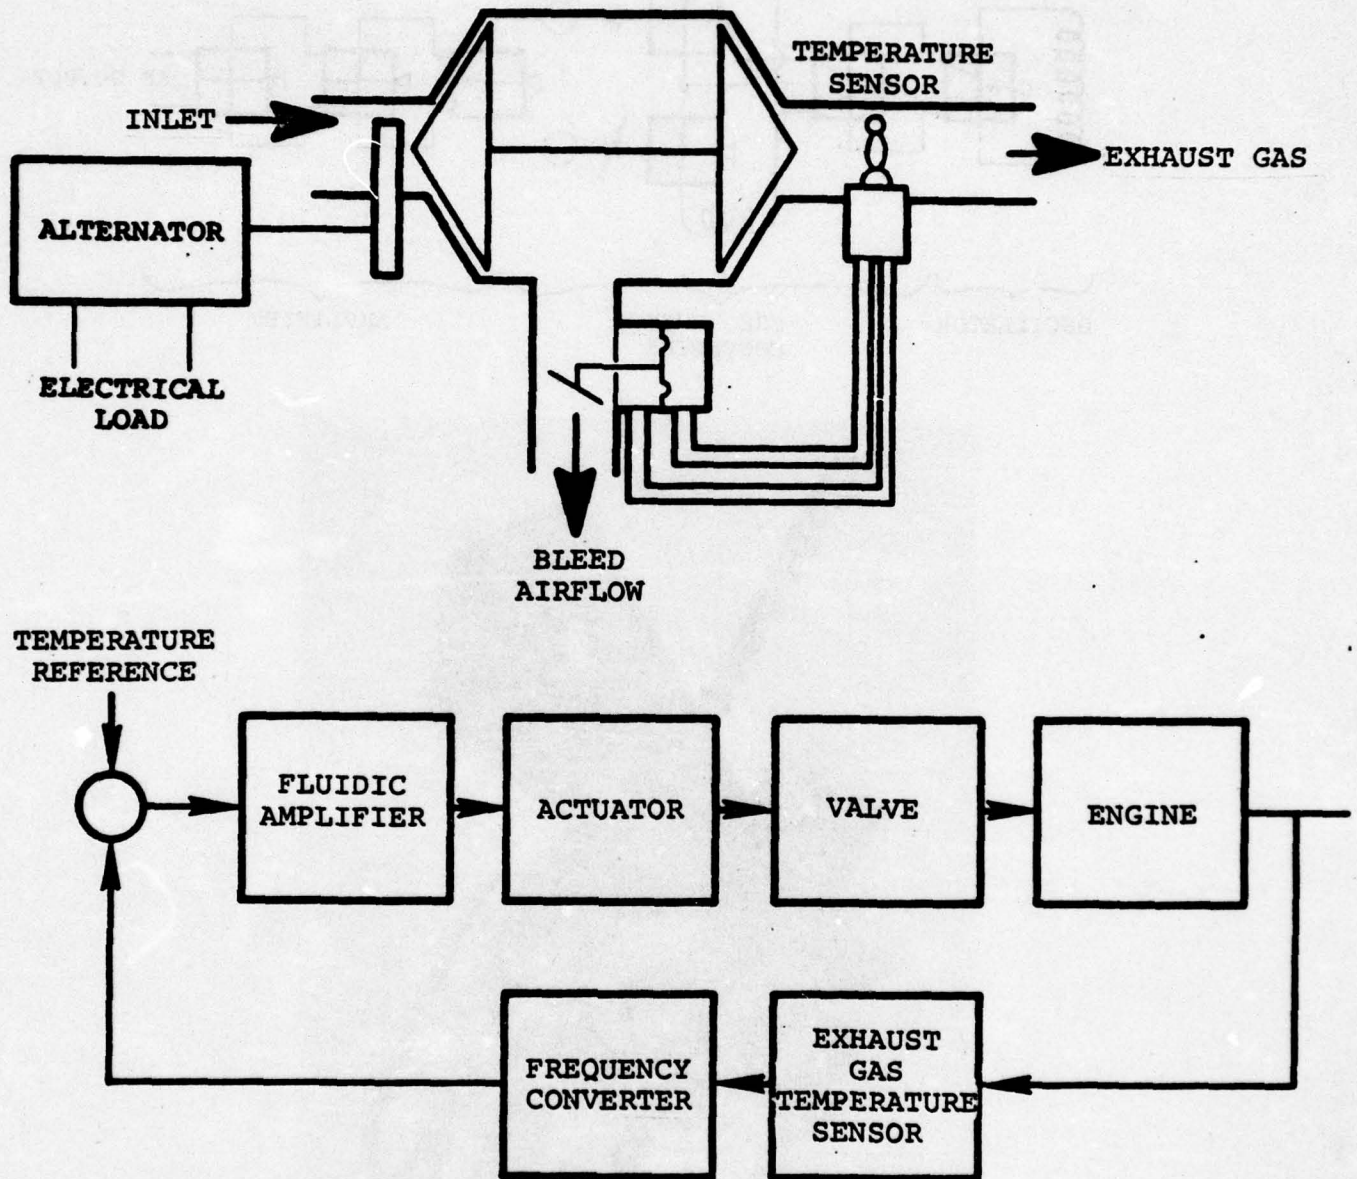 TEMPERATURE
SENSOR
INLET
EXHAUST GAS
ALTERNATOR
ELECTRICAL
LOAD
BLEED
AIRFLOW
TEMPERATURE
REFERENCE
FLUIDIC
AMPLIFIER
ACTUATOR
VALVE
ENGINE
FREQUENCY
CONVERTER
EXHAUST
GAS
TEMPERATURE
SENSOR